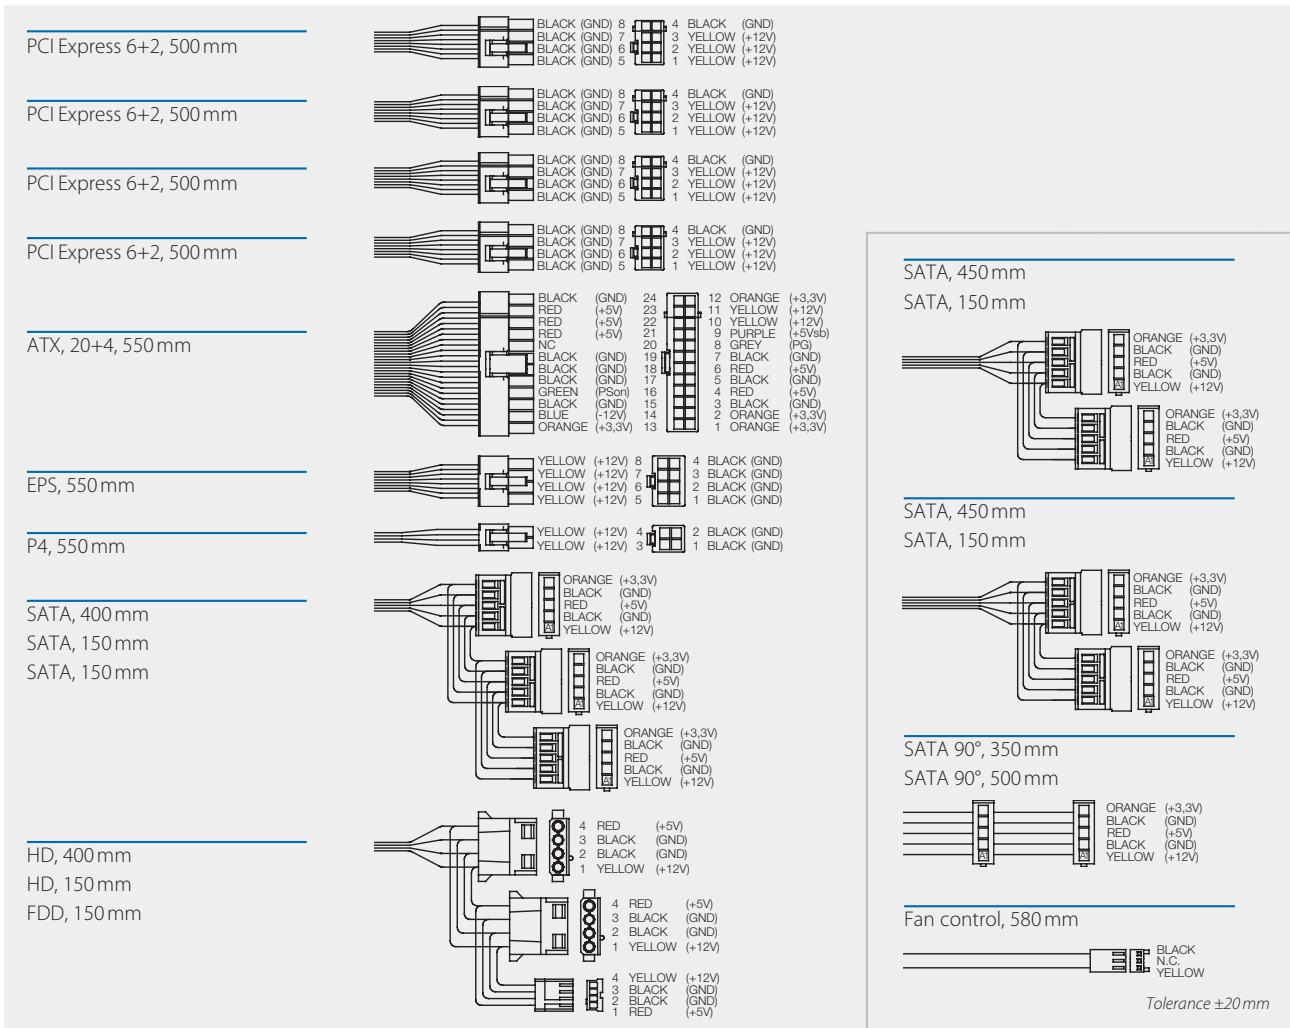 PCI Express 6+2, 500 mm
BLACK (GND) 8 4 BLACK (GND)
BLACK (GND) 7 3 YELLOW (+12V)
BLACK (GND) 6 2 YELLOW (+12V)
BLACK (GND) 5 1 YELLOW (+12V)
PCI Express 6+2, 500 mm
BLACK (GND) 8 4 BLACK (GND)
BLACK (GND) 7 3 YELLOW (+12V)
BLACK (GND) 6 2 YELLOW (+12V)
BLACK (GND) 5 1 YELLOW (+12V)
PCI Express 6+2, 500 mm
BLACK (GND) 8 4 BLACK (GND)
BLACK (GND) 7 3 YELLOW (+12V)
BLACK (GND) 6 2 YELLOW (+12V)
BLACK (GND) 5 1 YELLOW (+12V)
PCI Express 6+2, 500 mm
BLACK (GND) 8 4 BLACK (GND)
BLACK (GND) 7 3 YELLOW (+12V)
BLACK (GND) 6 2 YELLOW (+12V)
BLACK (GND) 5 1 YELLOW (+12V)
ATX, 20+4, 550 mm
BLACK (GND) 24 12 ORANGE (+3,3V)
RED (+5V) 23 11 YELLOW (+12V)
RED (+5V) 22 10 YELLOW (+12V)
RED (+5V) 21 9 PURPLE (+5Vsb)
NC 20 8 GREY (PG)
BLACK (GND) 19 7 BLACK (GND)
BLACK (GND) 18 6 RED (+5V)
BLACK (GND) 17 5 BLACK (GND)
GREEN (PSon) 16 4 RED (+5V)
BLACK (GND) 15 3 BLACK (GND)
BLUE (-12V) 14 2 ORANGE (+3,3V)
ORANGE (+3,3V) 13 1 ORANGE (+3,3V)
EPS, 550 mm
YELLOW (+12V) 8 4 BLACK (GND)
YELLOW (+12V) 7 3 BLACK (GND)
YELLOW (+12V) 6 2 BLACK (GND)
YELLOW (+12V) 5 1 BLACK (GND)
P4, 550 mm
YELLOW (+12V) 4 2 BLACK (GND)
YELLOW (+12V) 3 1 BLACK (GND)
SATA, 400 mm
SATA, 150 mm
SATA, 150 mm
ORANGE (+3,3V)
BLACK (GND)
RED (+5V)
BLACK (GND)
A1 YELLOW (+12V)
ORANGE (+3,3V)
BLACK (GND)
RED (+5V)
BLACK (GND)
A1 YELLOW (+12V)
ORANGE (+3,3V)
BLACK (GND)
RED (+5V)
BLACK (GND)
A1 YELLOW (+12V)
HD, 400 mm
HD, 150 mm
FDD, 150 mm
4 RED (+5V)
3 BLACK (GND)
2 BLACK (GND)
1 YELLOW (+12V)
4 RED (+5V)
3 BLACK (GND)
2 BLACK (GND)
1 YELLOW (+12V)
4 YELLOW (+12V)
3 BLACK (GND)
2 BLACK (GND)
1 RED (+5V)
SATA, 450 mm
SATA, 150 mm
ORANGE (+3,3V)
BLACK (GND)
RED (+5V)
BLACK (GND)
A1 YELLOW (+12V)
ORANGE (+3,3V)
BLACK (GND)
RED (+5V)
BLACK (GND)
A1 YELLOW (+12V)
SATA, 450 mm
SATA, 150 mm
ORANGE (+3,3V)
BLACK (GND)
RED (+5V)
BLACK (GND)
A1 YELLOW (+12V)
ORANGE (+3,3V)
BLACK (GND)
RED (+5V)
BLACK (GND)
A1 YELLOW (+12V)
SATA 90°, 350 mm
SATA 90°, 500 mm
ORANGE (+3,3V)
BLACK (GND)
RED (+5V)
BLACK (GND)
A1 A1 YELLOW (+12V)
Fan control, 580 mm
BLACK
N.C.
YELLOW
Tolerance ±20 mm